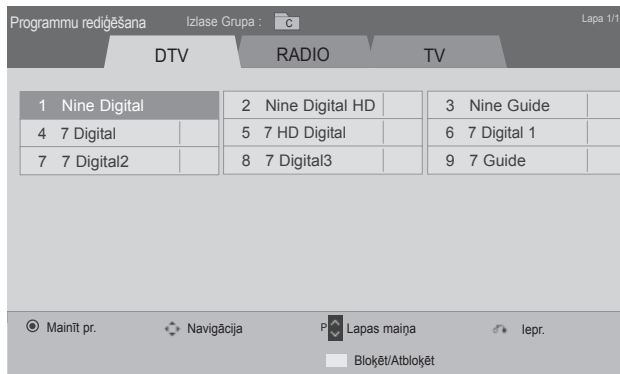 Programmu rediģēšana Izlase Grupa : C Lapa 1/1
DTV RADIO TV
1 Nine Digital 2 Nine Digital HD 3 Nine Guide
4 7 Digital 5 7 HD Digital 6 7 Digital 1
7 7 Digital2 8 7 Digital3 9 7 Guide
Mainīt pr. Navigācija P Lapas maiņa Iepr.
Bloķēt/Atbloķēt